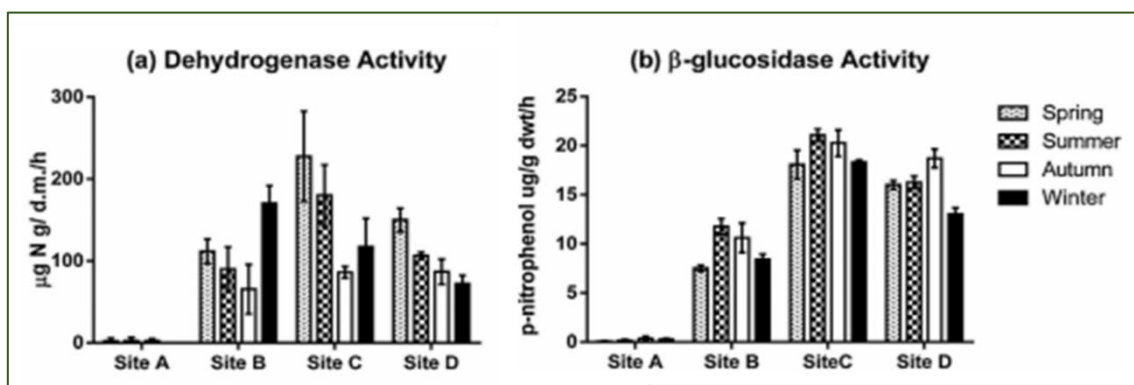 (a) Dehydrogenase Activity
µg N g/ d.m./h
300
200
100
0
Site A Site B Site C Site D
(b) β-glucosidase Activity
p-nitrophenol ug/g dwt/h
25
20
15
10
5
0
Site A Site B SiteC Site D
Spring
Summer
Autumn
Winter